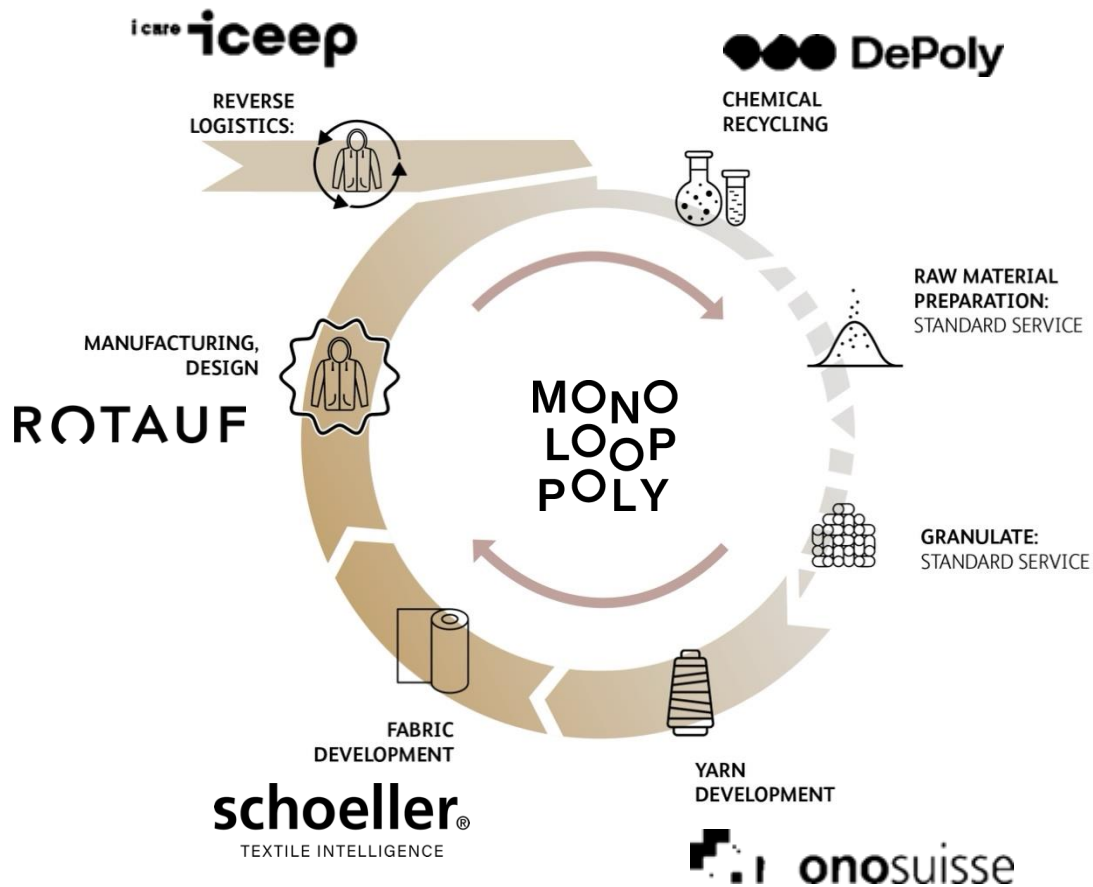 i care iceep
DePoly
REVERSE
LOGISTICS:
CHEMICAL
RECYCLING
RAW MATERIAL
PREPARATION:
STANDARD SERVICE
MANUFACTURING,
DESIGN
ROTAUF
MONO
LOOP
POLY
GRANULATE:
STANDARD SERVICE
FABRIC
DEVELOPMENT
schoeller®
TEXTILE INTELLIGENCE
YARN
DEVELOPMENT
onosuisse